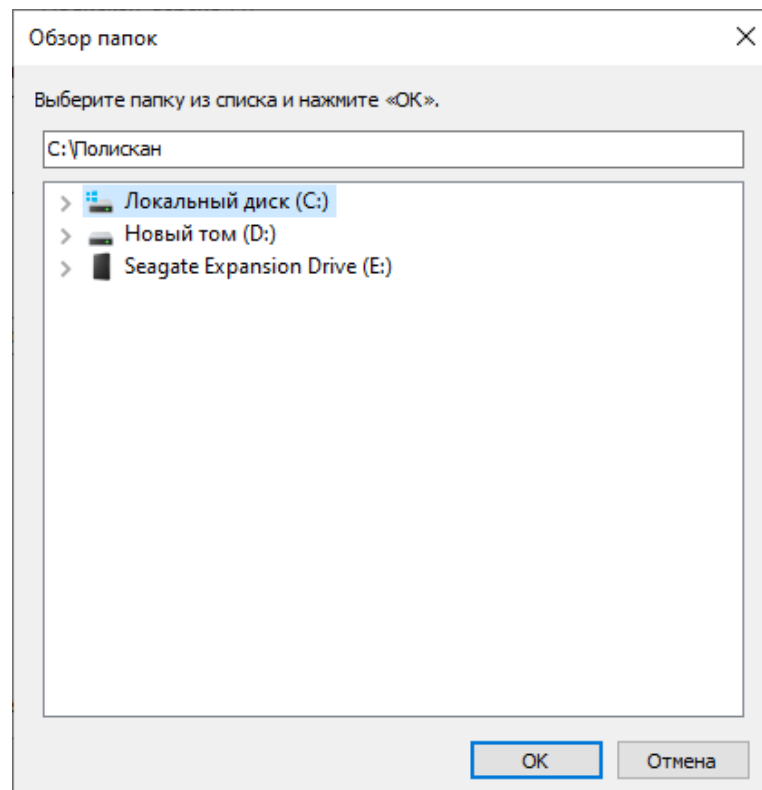 Обзор папок
Выберите папку из списка и нажмите «ОК».
C:\Полискан
Локальный диск (C:)
Новый том (D:)
Seagate Expansion Drive (E:)
ОК
Отмена